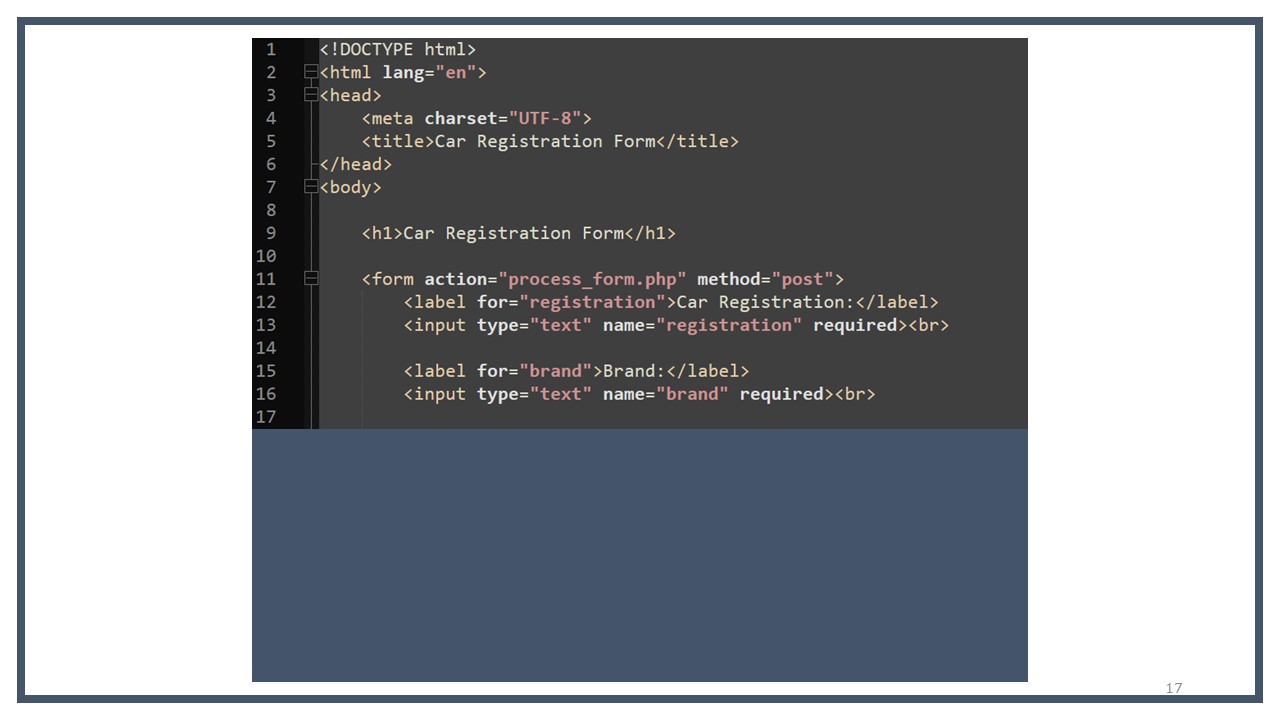 1 <!DOCTYPE html>
2 <html lang="en">
3 <head>
4     <meta charset="UTF-8">
5     <title>Car Registration Form</title>
6 </head>
7 <body>
8
9     <h1>Car Registration Form</h1>
10
11     <form action="process_form.php" method="post">
12         <label for="registration">Car Registration:</label>
13         <input type="text" name="registration" required><br>
14
15         <label for="brand">Brand:</label>
16         <input type="text" name="brand" required><br>
17
17